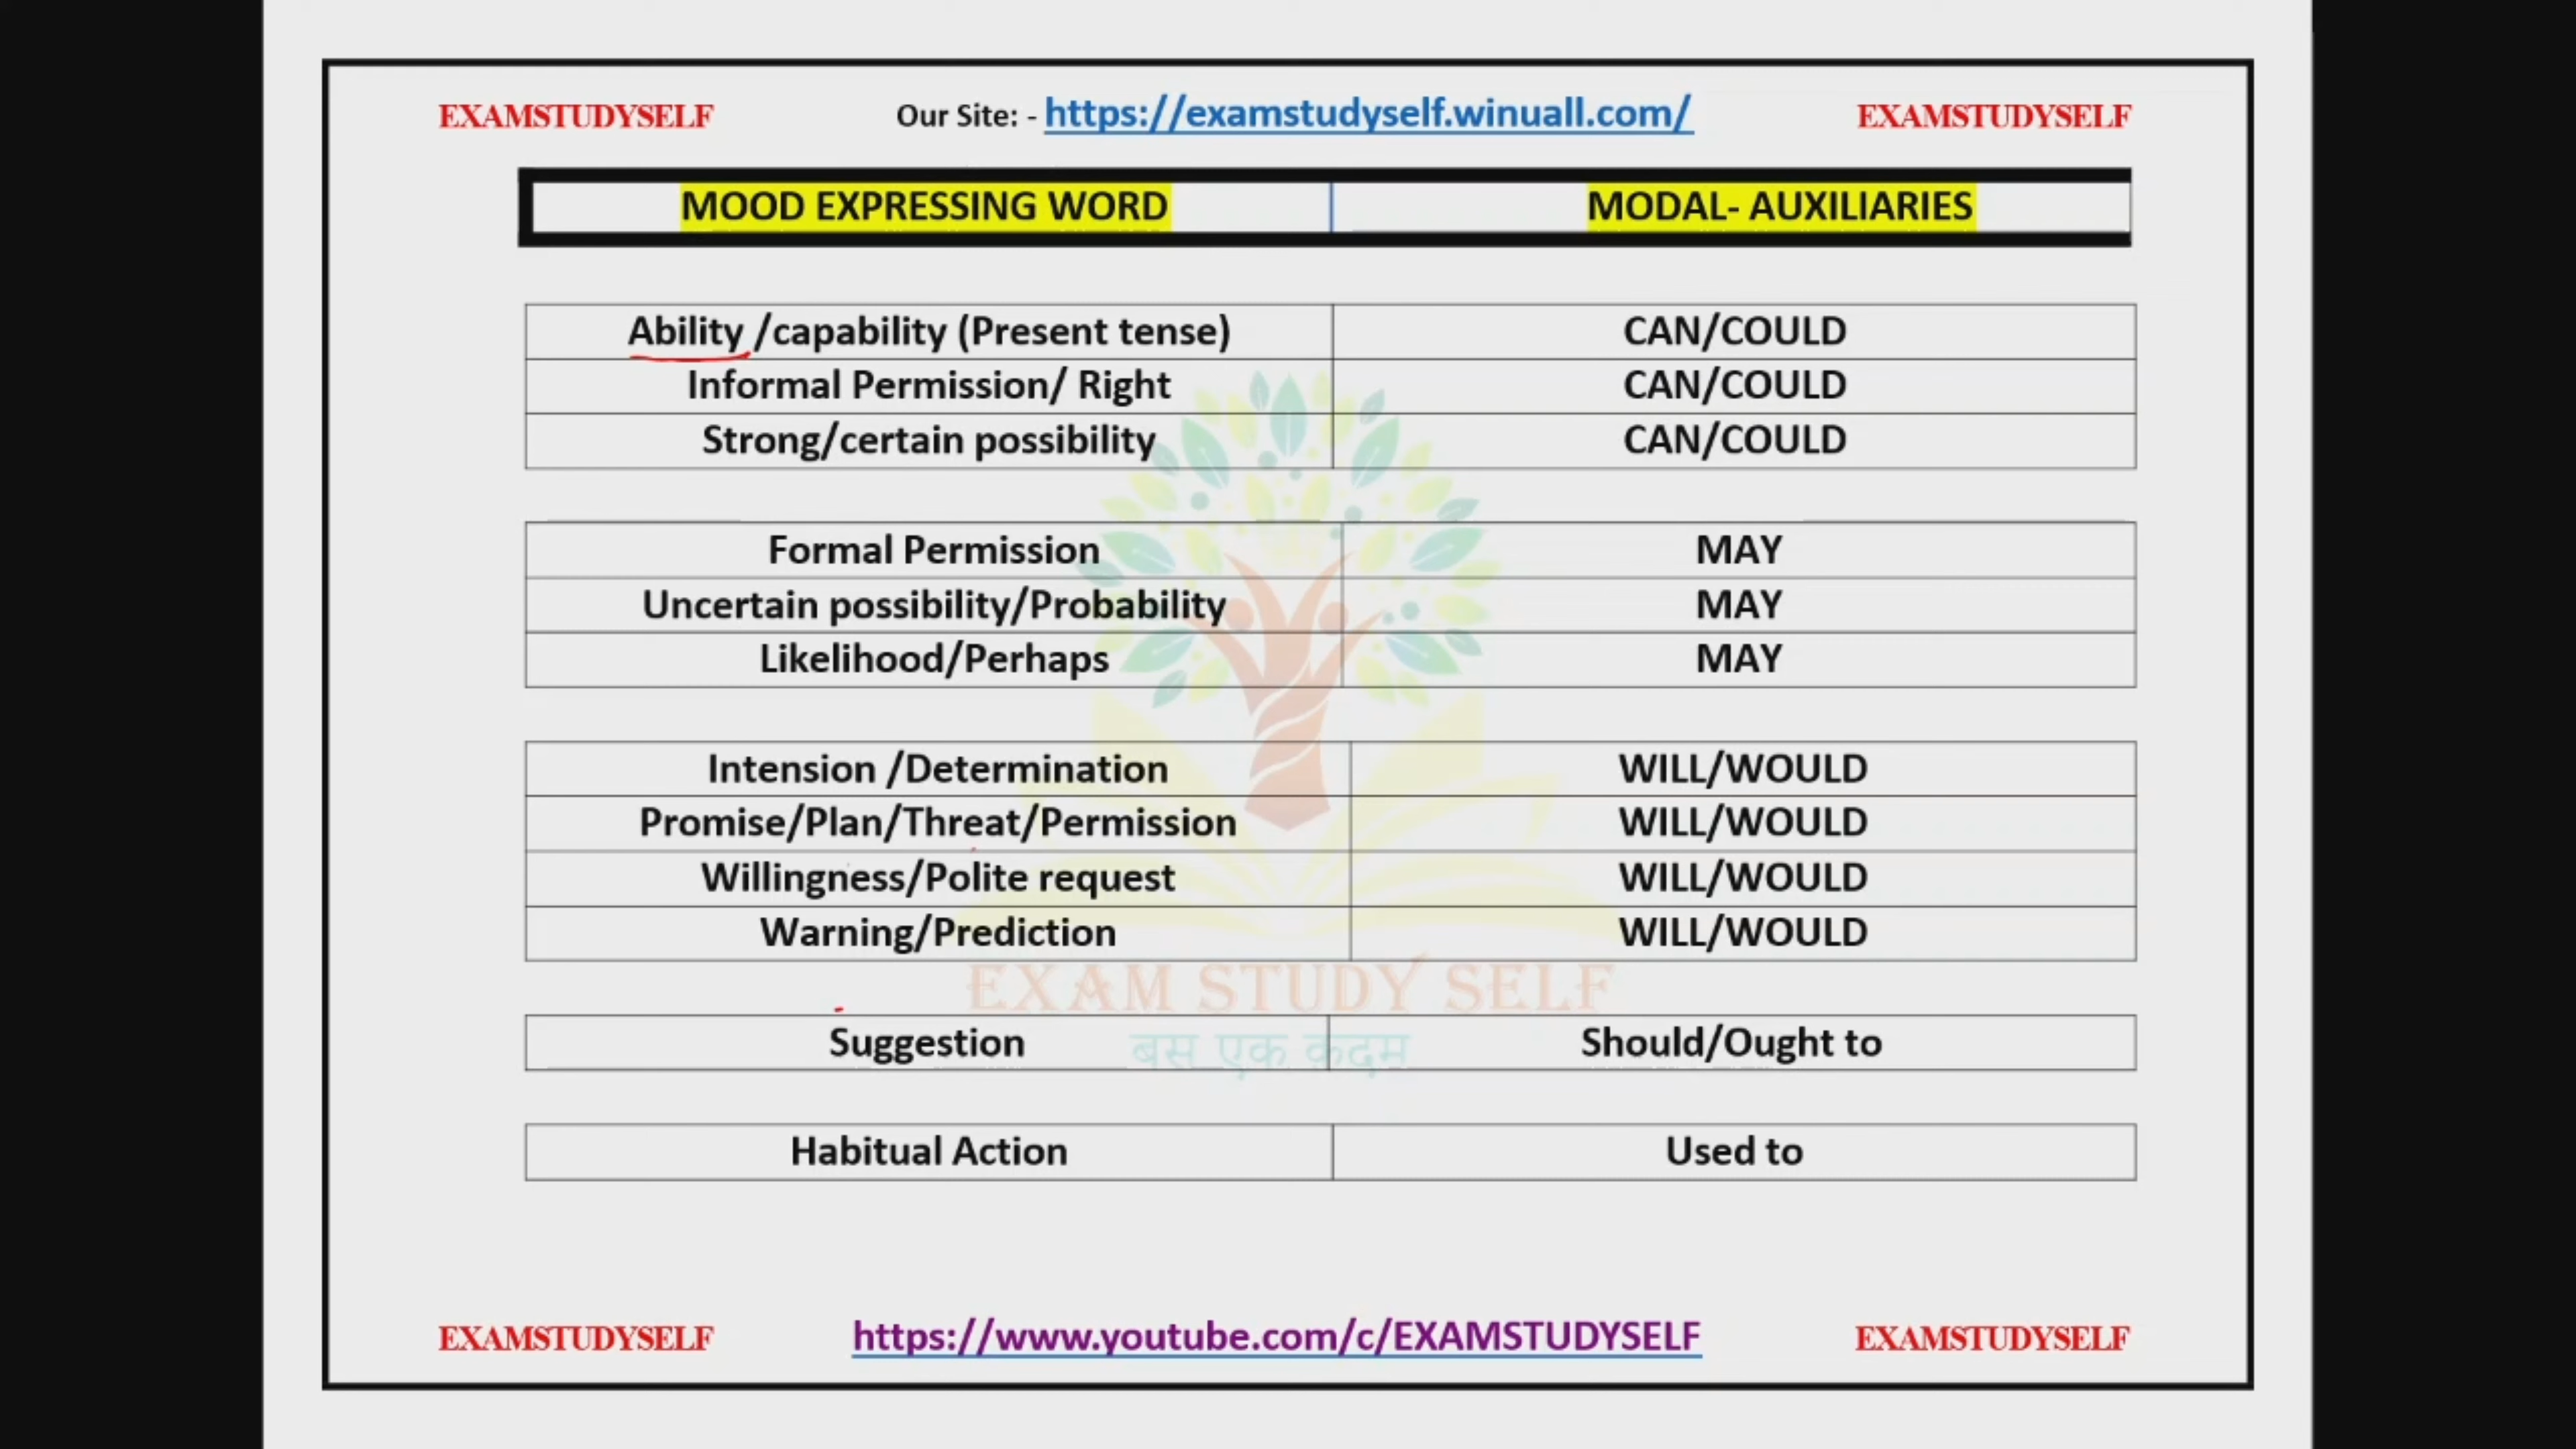 EXAMSTUDYSELF Our Site: - https://examstudyself.winuall.com/ EXAMSTUDYSELF
MOOD EXPRESSING WORD MODAL- AUXILIARIES
Ability /capability (Present tense) CAN/COULD
Informal Permission/ Right CAN/COULD
Strong/certain possibility CAN/COULD
Formal Permission MAY
Uncertain possibility/Probability MAY
Likelihood/Perhaps MAY
Intension /Determination WILL/WOULD
Promise/Plan/Threat/Permission WILL/WOULD
Willingness/Polite request WILL/WOULD
Warning/Prediction WILL/WOULD
EXAM STUDY SELF
Suggestion Should/Ought to
बस एक कदम
Habitual Action Used to
EXAMSTUDYSELF https://www.youtube.com/c/EXAMSTUDYSELF EXAMSTUDYSELF